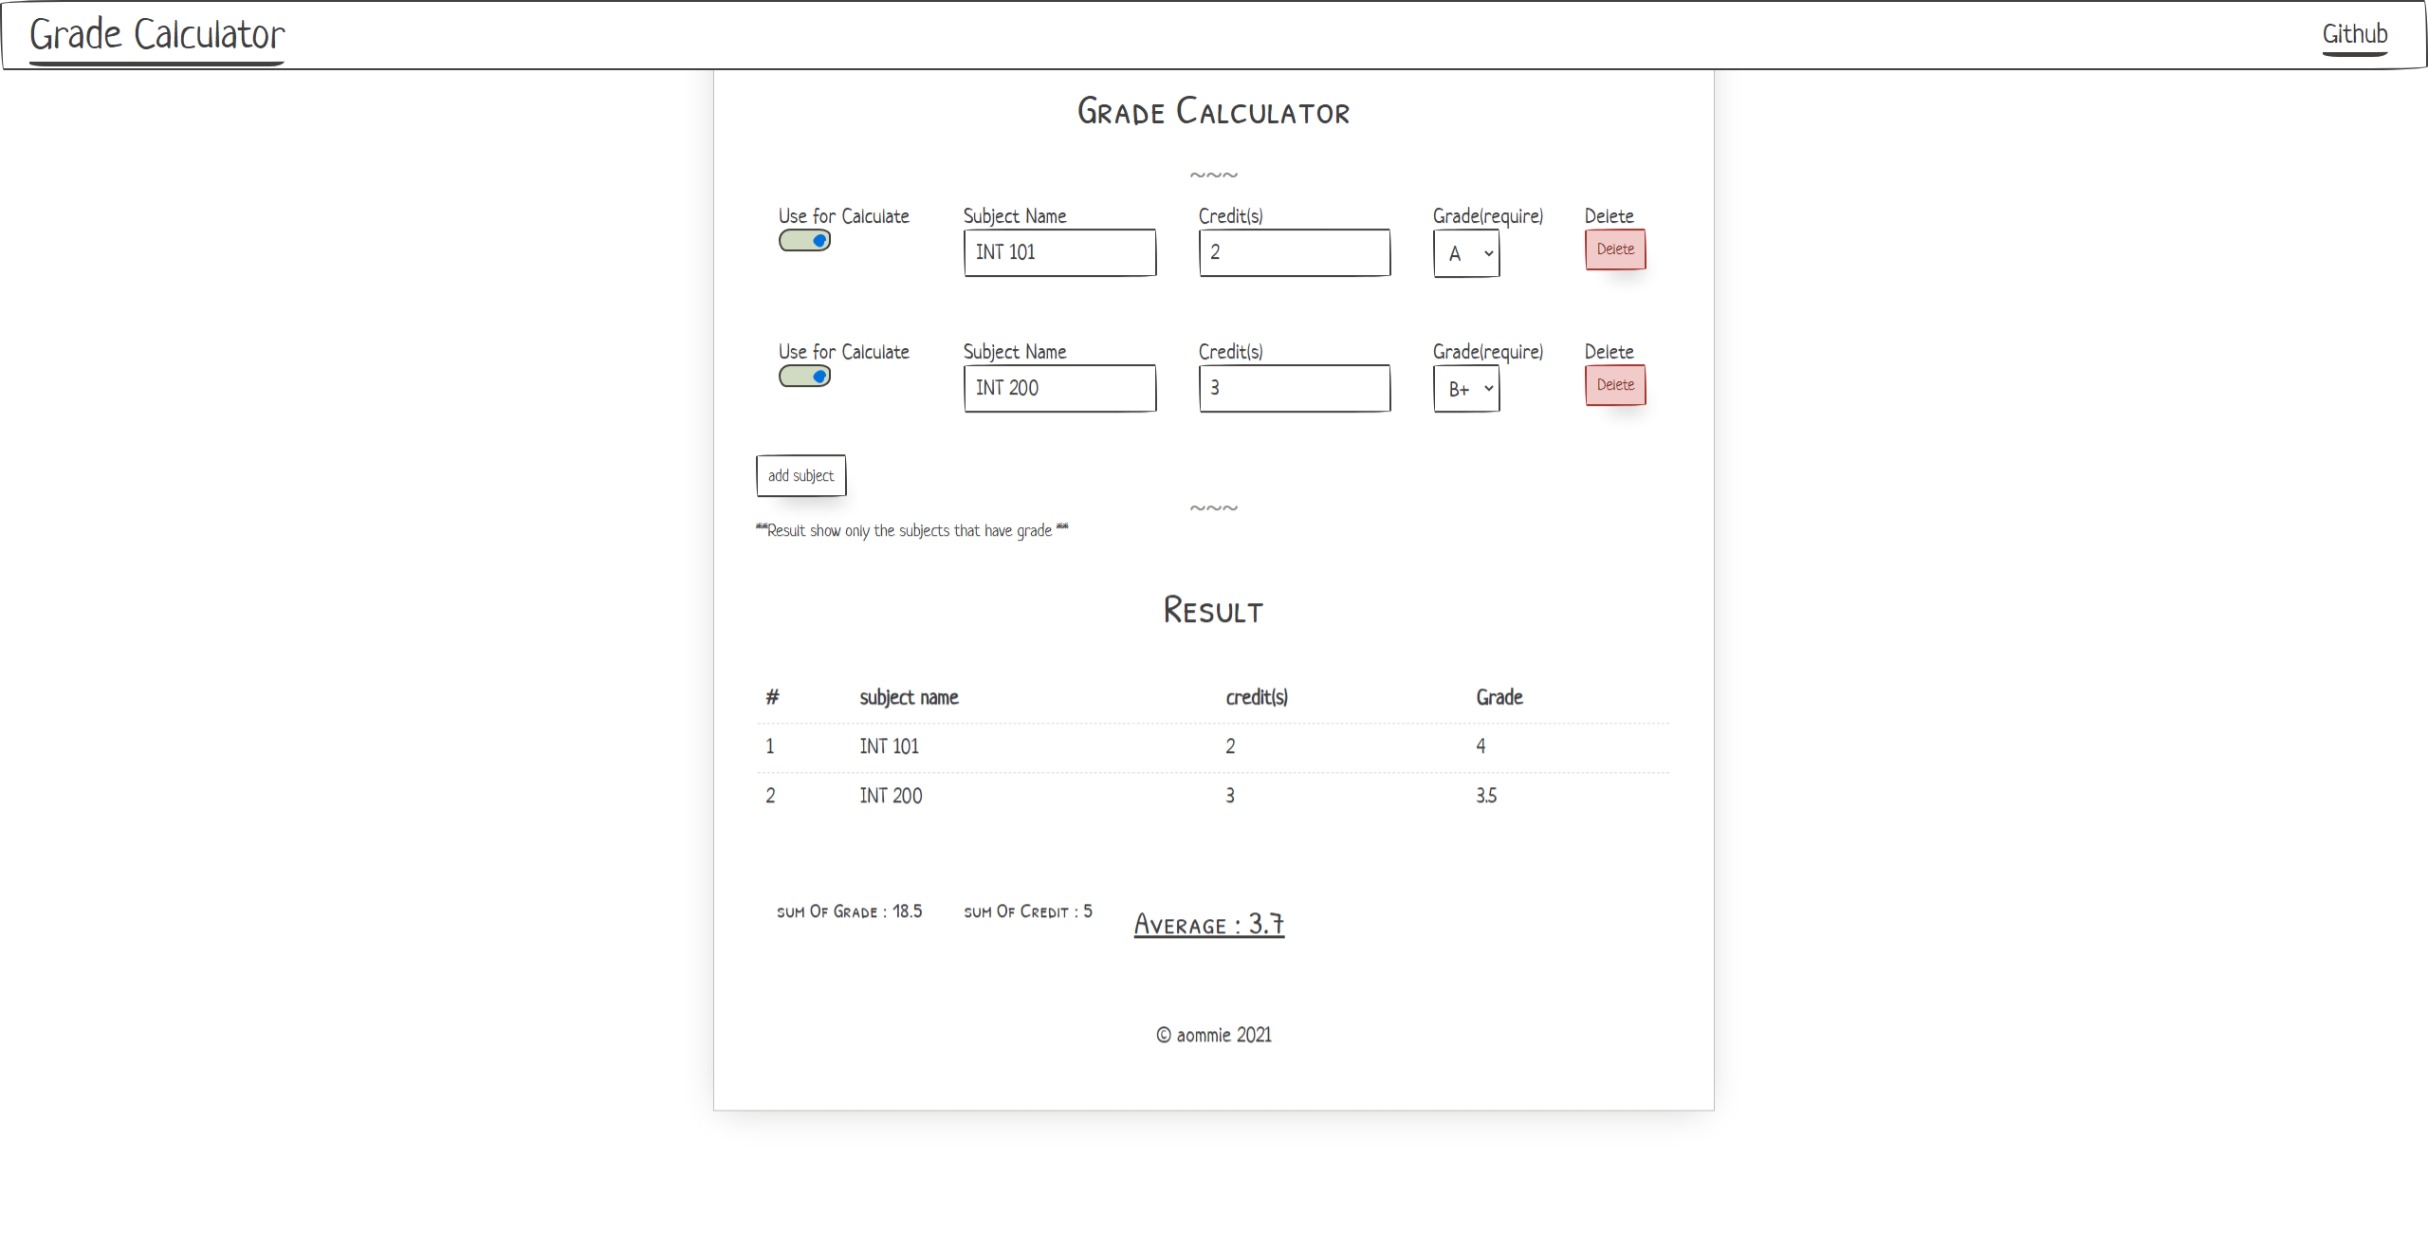 Grade Calculator Github
Grade Calculator
~~~
Use for Calculate Subject Name Credit(s) Grade(require) Delete
INT 101 2 A Delete
Use for Calculate Subject Name Credit(s) Grade(require) Delete
INT 200 3 B+ Delete
add subject
~~~
**Result show only the subjects that have grade **
Result
# subject name credit(s) Grade
1 INT 101 2 4
2 INT 200 3 3.5
sum Of Grade : 18.5 sum Of Credit : 5 Average : 3.7
© aommie 2021